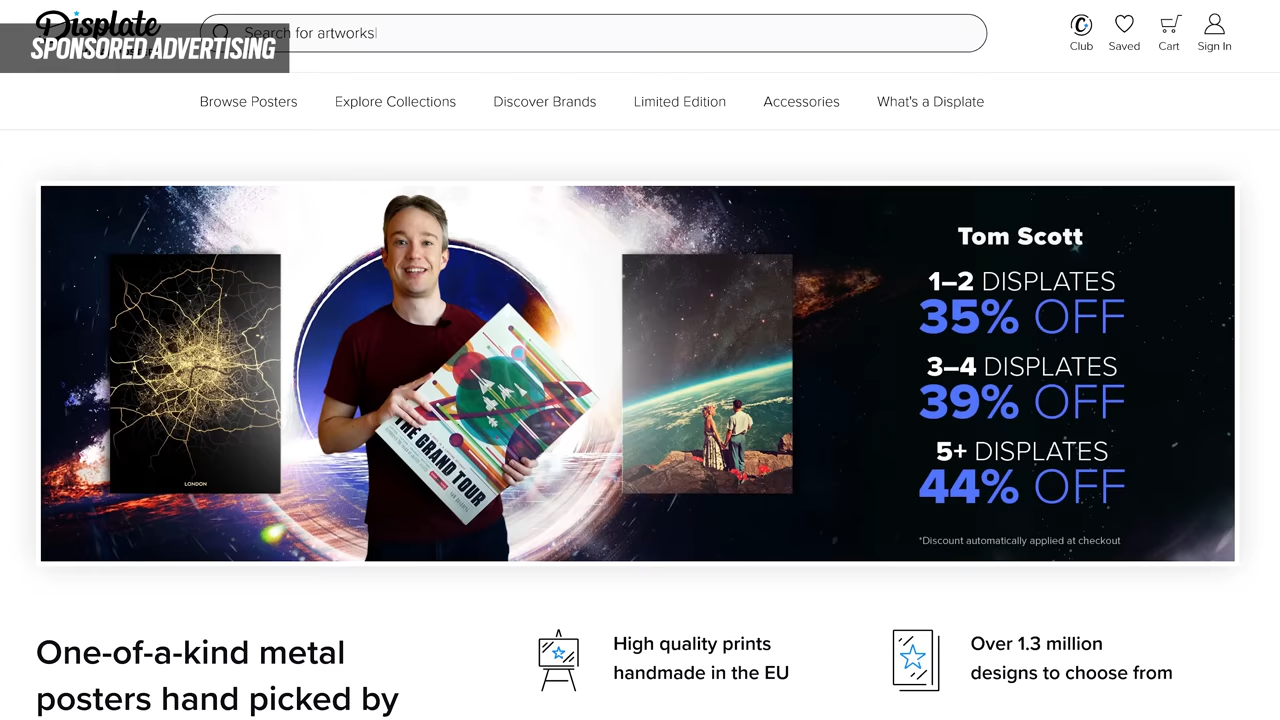 Displate
Search for artworks
SPONSORED ADVERTISING
Club
Saved
Cart
Sign In
Browse Posters
Explore Collections
Discover Brands
Limited Edition
Accessories
What's a Displate
Tom Scott
1–2 DISPLATES
35% OFF
3–4 DISPLATES
39% OFF
5+ DISPLATES
44% OFF
*Discount automatically applied at checkout
LONDON
THE GRAND TOUR
One-of-a-kind metal
posters hand picked by
High quality prints
handmade in the EU
Over 1.3 million
designs to choose from